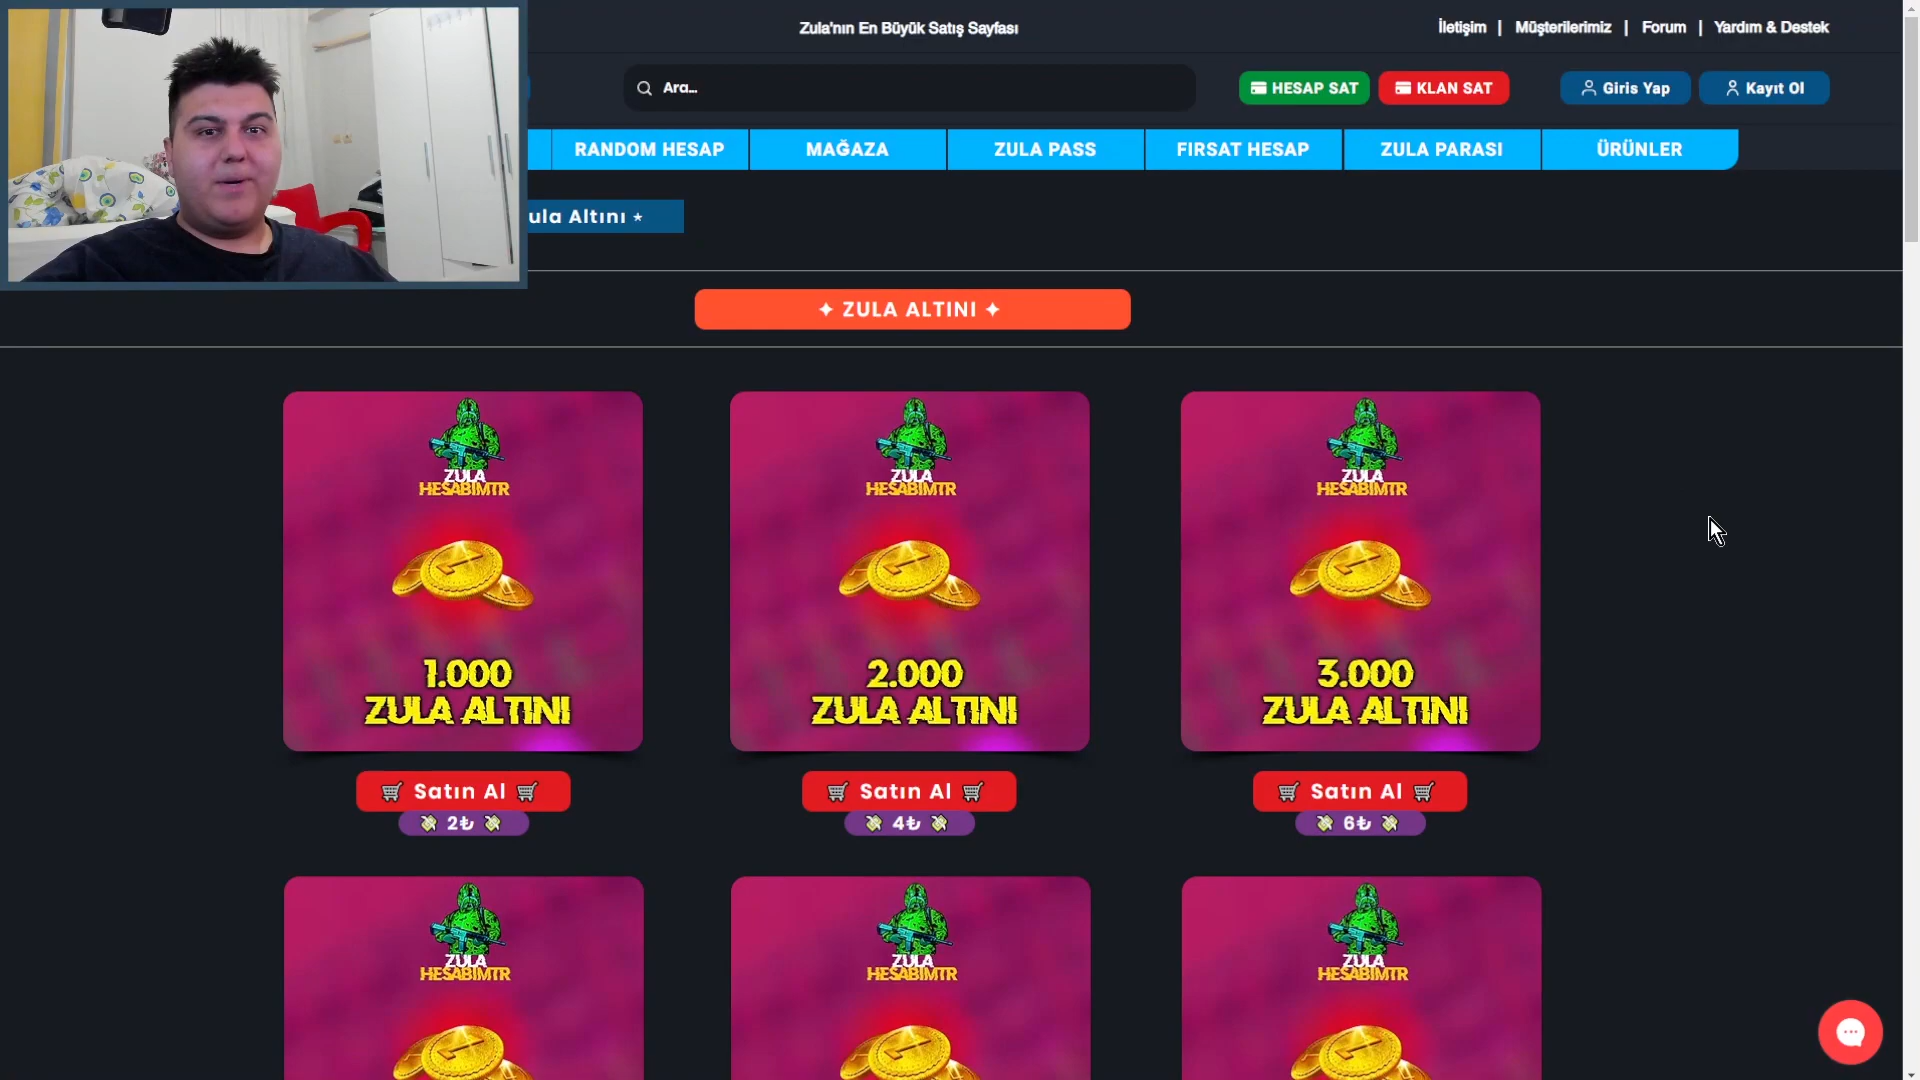 Zula'nın En Büyük Satış Sayfası
İletişim | Müşterilerimiz | Forum | Yardım & Destek
Ara...
HESAP SAT
KLAN SAT
Giris Yap
Kayıt Ol
RANDOM HESAP
MAĞAZA
ZULA PASS
FIRSAT HESAP
ZULA PARASI
ÜRÜNLER
ula Altını ⋆
✦ ZULA ALTINI ✦
ZULA
HESABIMTR
1.000
ZULA ALTINI
Satın Al
2₺
ZULA
HESABIMTR
2.000
ZULA ALTINI
Satın Al
4₺
ZULA
HESABIMTR
3.000
ZULA ALTINI
Satın Al
6₺
ZULA
HESABIMTR
ZULA
HESABIMTR
ZULA
HESABIMTR